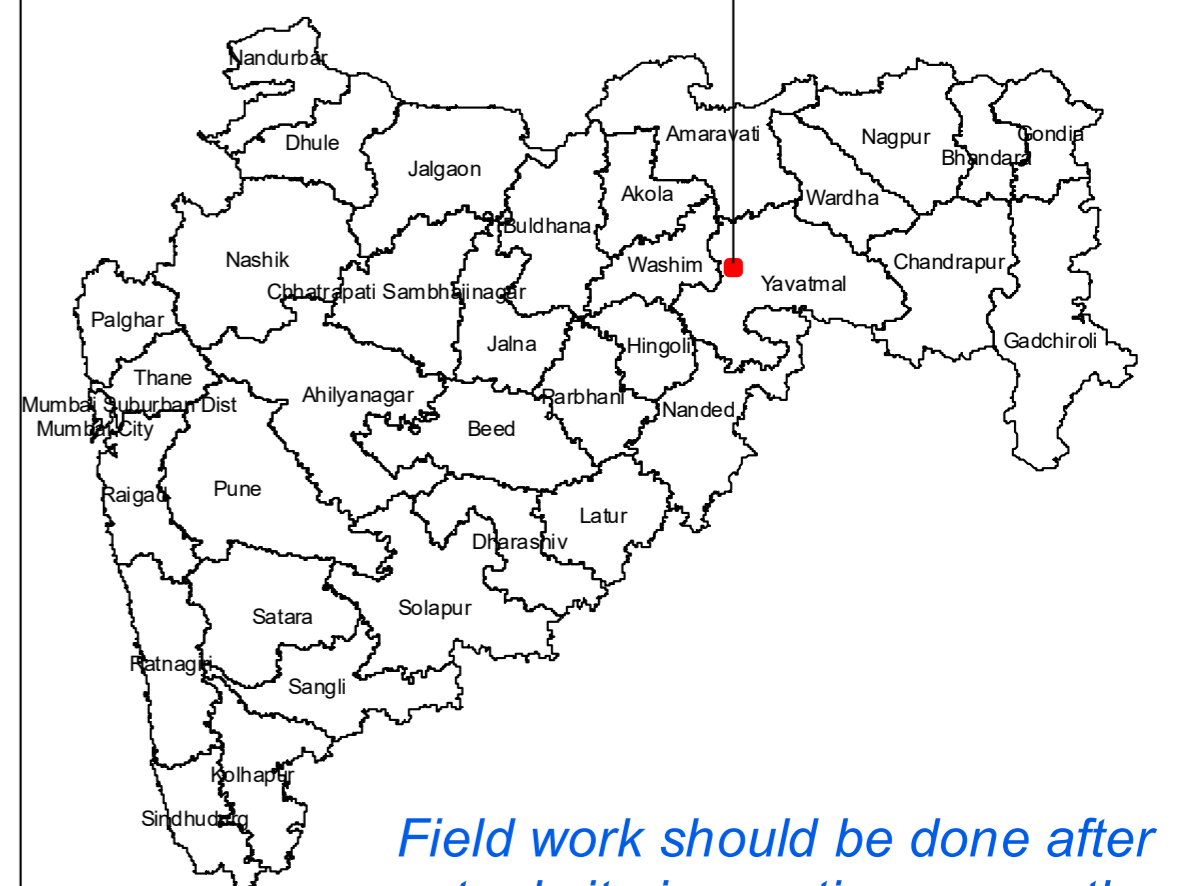 Nandurbar
Dhule
Jalgaon
Amaravati
Nagpur
Gondia
Bhandara
Akola
Wardha
Buldhana
Nashik
Washim
Chandrapur
Yavatmal
Chhatrapati Sambhajinagar
Palghar
Jalna
Hingoli
Gadchiroli
Thane
Ahilyanagar
Parbhani
Mumbai Suburban Dist
Nanded
Mumbai City
Beed
Raigad
Pune
Latur
Dharashiv
Satara
Solapur
Ratnagiri
Sangli
Kolhapur
Sindhudurg
Field work should be done after